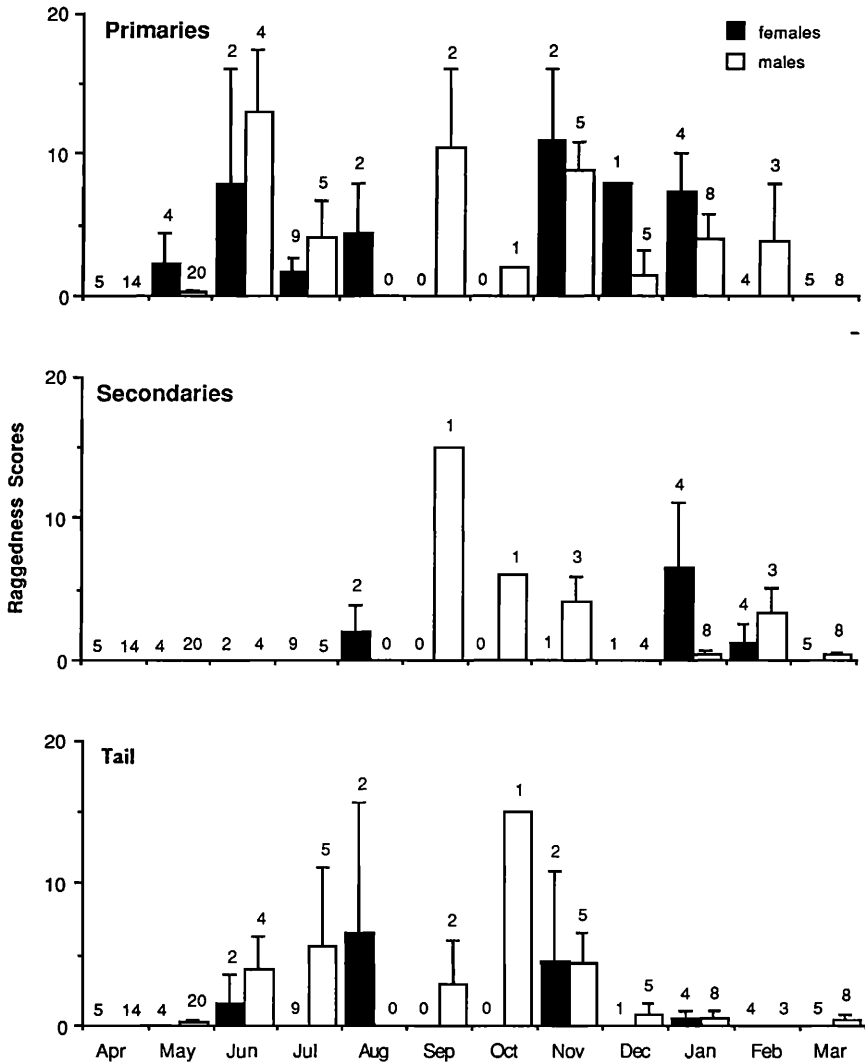 20
Primaries
females
males
2 4 2 2 5 4 8 3
10
4 9 5 2 1 5
5 14 20 0 0 0 1 4 5 8
0
20
Secondaries
1
10
4
1 3 3
2 4 8 8
5 14 4 20 2 4 9 5 0 0 0 1 1 4 5
0
Raggedness Scores
20
Tail
2 1
10
5 2
4 5
2 2 5 4 8 8
5 14 4 20 9 0 0 0 1 4 3 5
0
Apr May Jun Jul Aug Sep Oct Nov Dec Jan Feb Mar